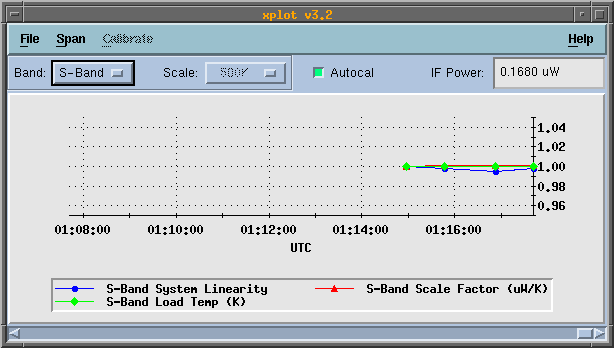 xplot v3.2
File Span Calibrate Help
Band: S-Band Scale: 500K Autocal IF Power: 0.1680 uW
1.04
1.02
1.00
0.98
0.96
01:08:00 01:10:00 01:12:00 01:14:00 01:16:00
UTC
S-Band System Linearity S-Band Scale Factor (uW/K)
S-Band Load Temp (K)